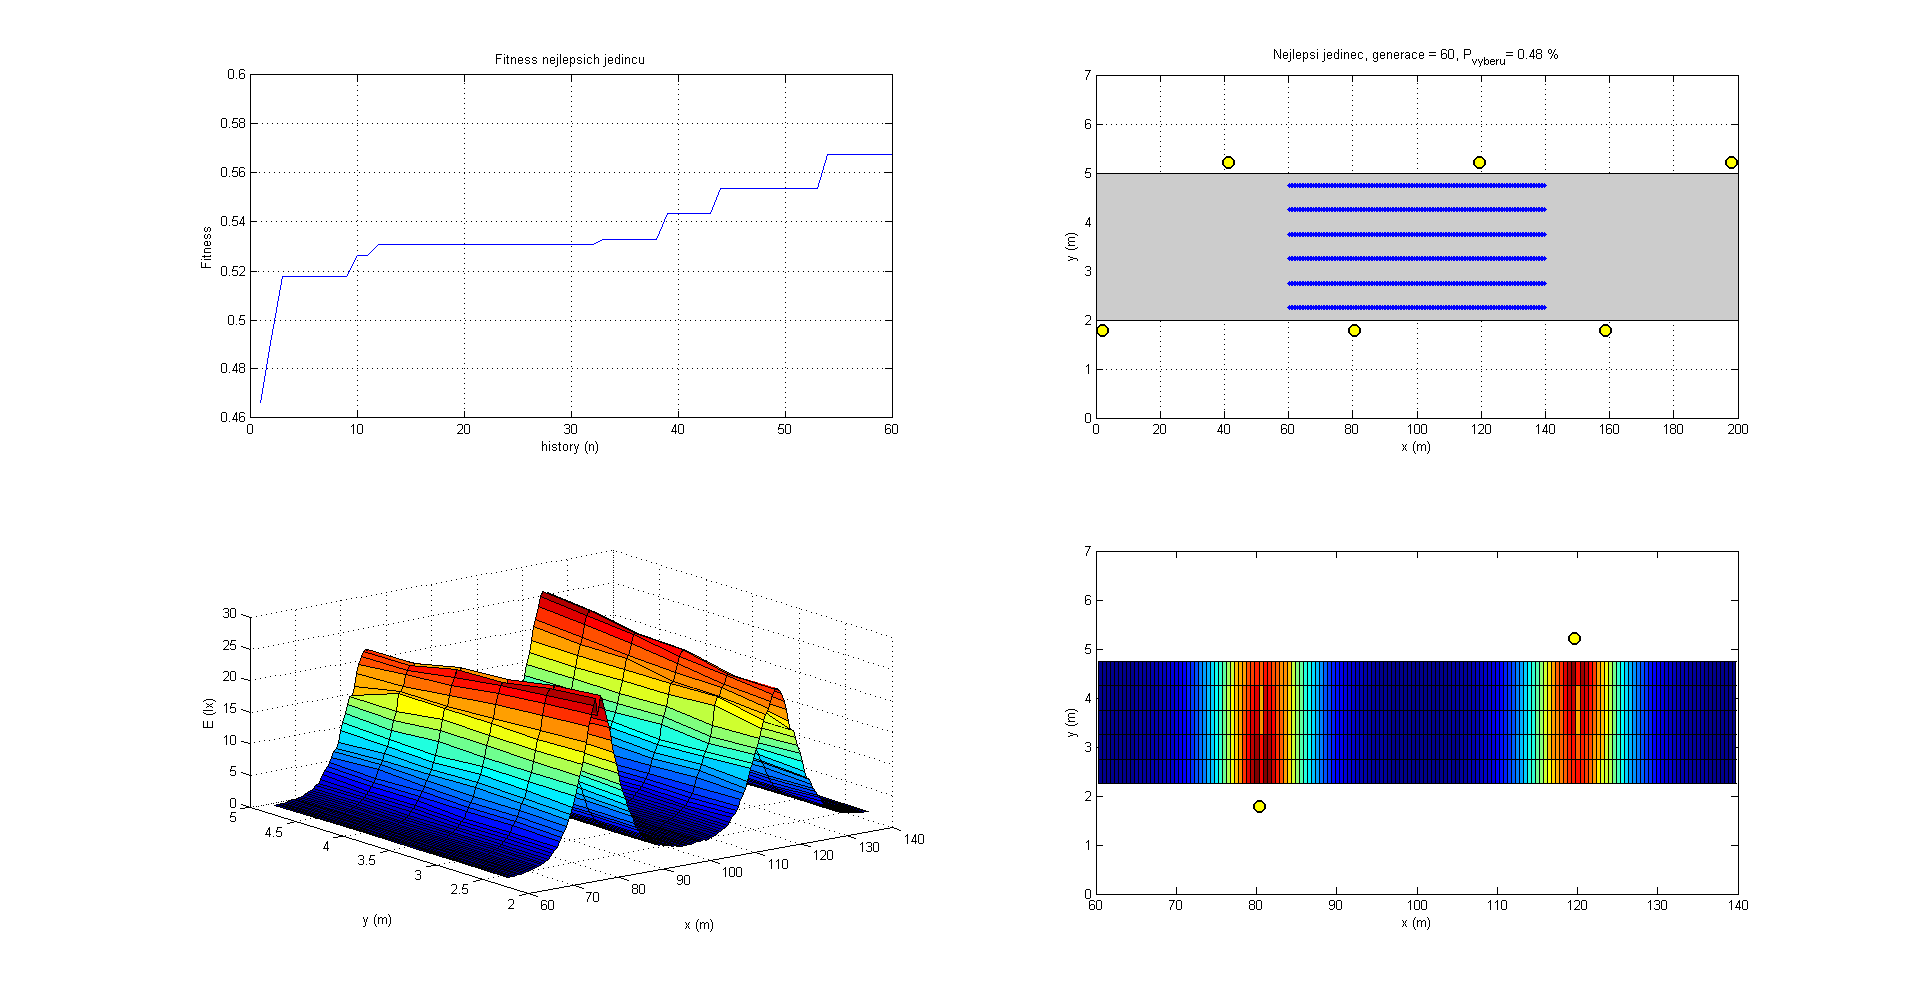 Fitness nejlepsich jedincu
0.6
0.58
0.56
0.54
0.52
0.5
0.48
0.46
Fitness
0 10 20 30 40 50 60
history (n)
Nejlepsi jedinec, generace = 60, Pvyberu= 0.48 %
7
6
5
4
3
2
1
0
y (m)
0 20 40 60 80 100 120 140 160 180 200
x (m)
30
25
20
15
10
5
0
E (lx)
5 4.5 4 3.5 3 2.5 2
y (m)
60 70 80 90 100 110 120 130 140
x (m)
7
6
5
4
3
2
1
0
y (m)
60 70 80 90 100 110 120 130 140
x (m)